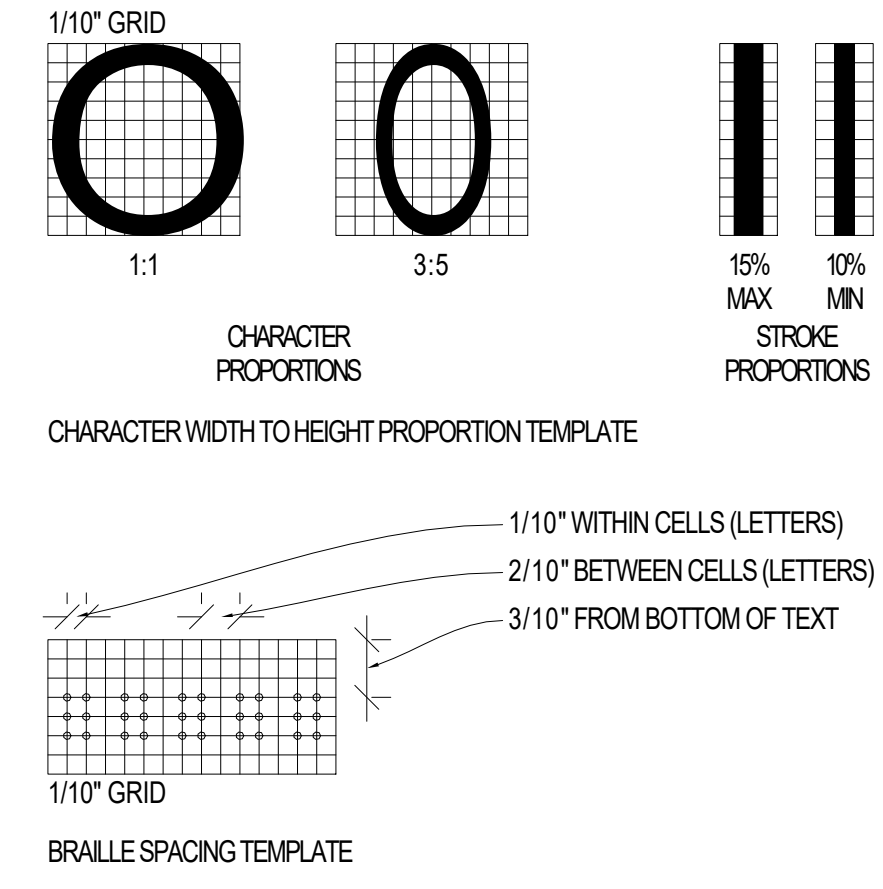 1/10" GRID
1:1
3:5
15%
MAX
10%
MIN
CHARACTER
PROPORTIONS
STROKE
PROPORTIONS
CHARACTER WIDTH TO HEIGHT PROPORTION TEMPLATE
1/10" WITHIN CELLS (LETTERS)
2/10" BETWEEN CELLS (LETTERS)
3/10" FROM BOTTOM OF TEXT
1/10" GRID
BRAILLE SPACING TEMPLATE